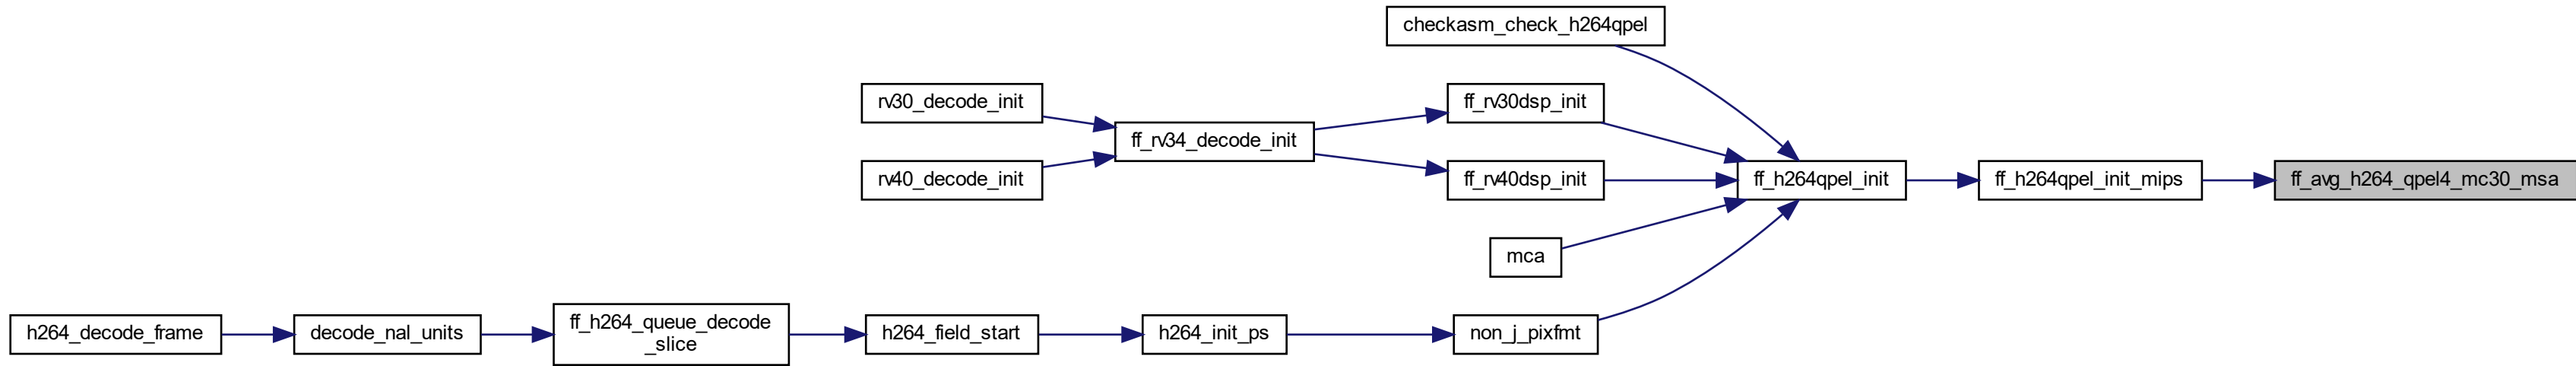 checkasm_check_h264qpel
rv30_decode_init
ff_rv30dsp_init
ff_rv34_decode_init
rv40_decode_init
ff_rv40dsp_init
ff_h264qpel_init
ff_h264qpel_init_mips
ff_avg_h264_qpel4_mc30_msa
mca
h264_decode_frame
decode_nal_units
ff_h264_queue_decode
_slice
h264_field_start
h264_init_ps
non_j_pixfmt